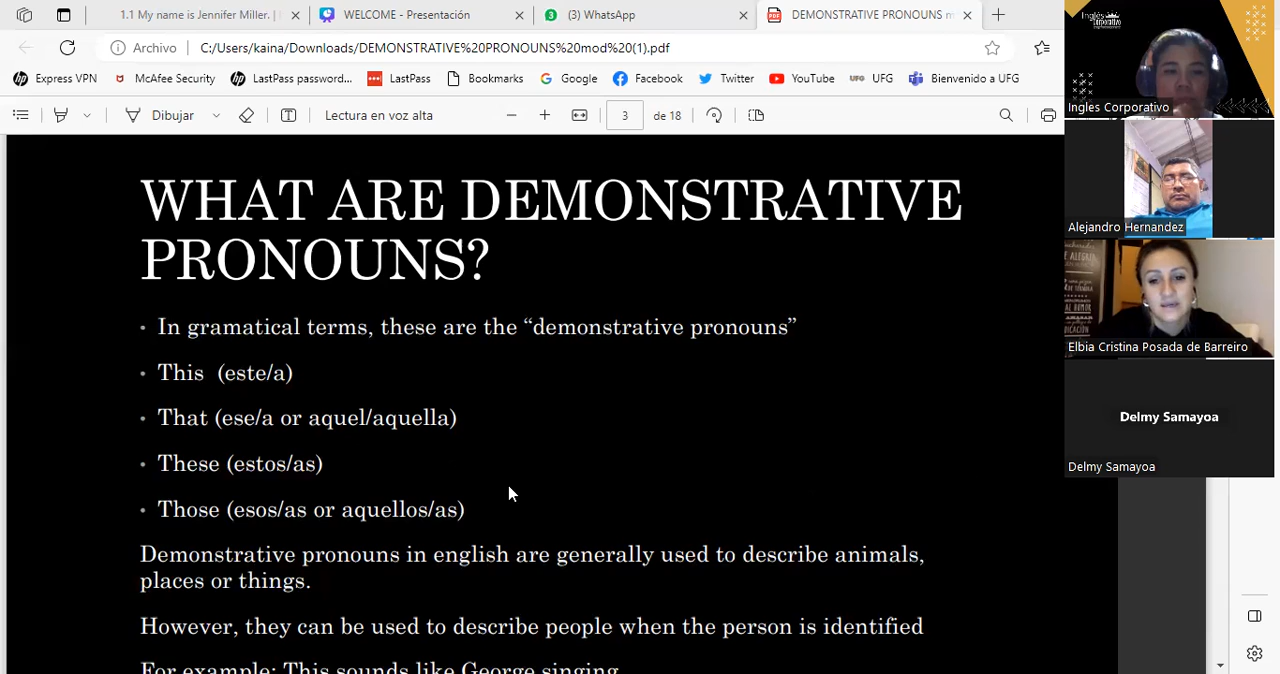 1.1 My name is Jennifer Miller.
WELCOME - Presentación
(3) WhatsApp
DEMONSTRATIVE PRONOUNS m
Archivo
C:/Users/kaina/Downloads/DEMONSTRATIVE%20PRONOUNS%20mod%20(1).pdf
Express VPN
McAfee Security
LastPass password...
LastPass
Bookmarks
Google
Facebook
Twitter
YouTube
UFG
Bienvenido a UFG
Dibujar
Lectura en voz alta
3
de 18
WHAT ARE DEMONSTRATIVE
PRONOUNS?
• In gramatical terms, these are the “demonstrative pronouns”
• This (este/a)
• That (ese/a or aquel/aquella)
• These (estos/as)
• Those (esos/as or aquellos/as)
Demonstrative pronouns in english are generally used to describe animals,
places or things.
However, they can be used to describe people when the person is identified
For example: This sounds like George singing
Inglés
Corporativo
Ingles Corporativo
Alejandro Hernandez
Elbia Cristina Posada de Barreiro
Delmy Samayoa
Delmy Samayoa